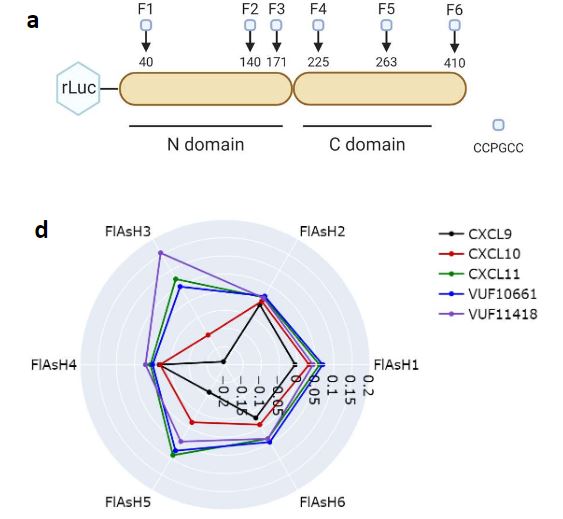 a
F1 F2 F3 F4 F5 F6
40 140 171 225 263 410
rLuc
N domain C domain
CCPGCC
d
FlAsH3 FlAsH2
CXCL9
CXCL10
CXCL11
VUF10661
VUF11418
FlAsH4 FlAsH1
−0.2 −0.15 −0.1 −0.05 0 0.05 0.1 0.15 0.2
FlAsH5 FlAsH6